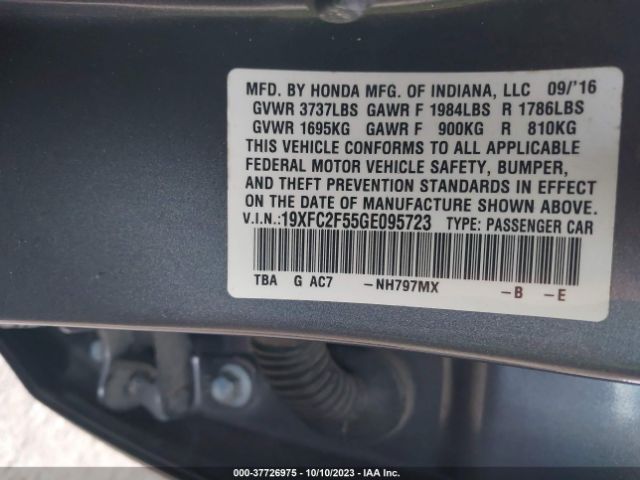 MFD. BY HONDA MFG. OF INDIANA, LLC 09/'16
GVWR 3737LBS GAWR F 1984LBS R 1786LBS
GVWR 1695KG GAWR F 900KG R 810KG
THIS VEHICLE CONFORMS TO ALL APPLICABLE
FEDERAL MOTOR VEHICLE SAFETY, BUMPER,
AND THEFT PREVENTION STANDARDS IN EFFECT
ON THE DATE OF MANUFACTURE SHOWN ABOVE.
V.I.N.:19XFC2F55GE095723 TYPE: PASSENGER CAR
TBA G AC7 -NH797MX -B -E
000-37726975 - 10/10/2023 - IAA Inc.